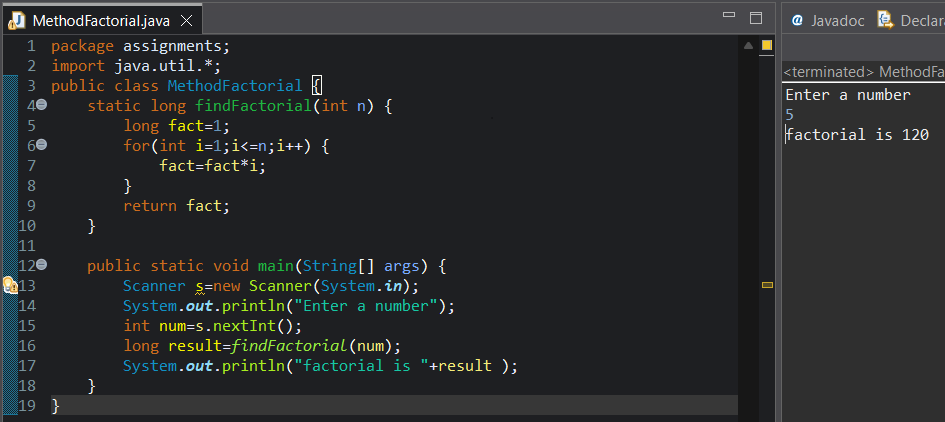 MethodFactorial.java
1 package assignments;
2 import java.util.*;
3 public class MethodFactorial {
4 static long findFactorial(int n) {
5 long fact=1;
6 for(int i=1;i<=n;i++) {
7 fact=fact*i;
8 }
9 return fact;
10 }
11
12 public static void main(String[] args) {
13 Scanner s=new Scanner(System.in);
14 System.out.println("Enter a number");
15 int num=s.nextInt();
16 long result=findFactorial(num);
17 System.out.println("factorial is "+result );
18 }
19 }
@ Javadoc Declar
<terminated> MethodFa
Enter a number
5
factorial is 120